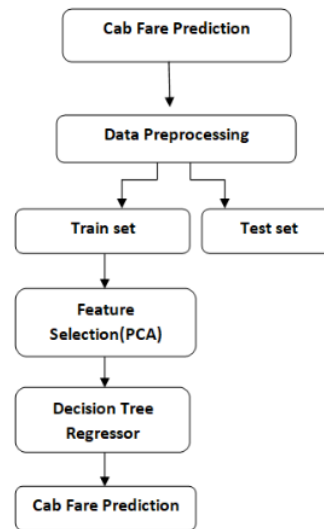 Cab Fare Prediction
Data Preprocessing
Train set
Test set
Feature
Selection(PCA)
Decision Tree
Regressor
Cab Fare Prediction